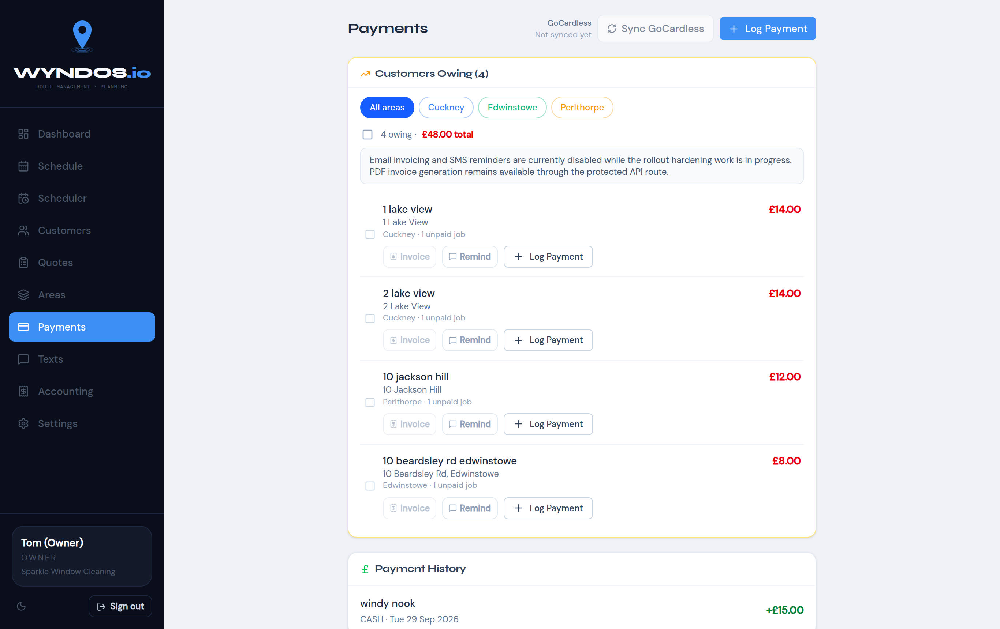 WYNDOS.io
ROUTE MANAGEMENT · PLANNING
Dashboard
Schedule
Scheduler
Customers
Quotes
Areas
Payments
Texts
Accounting
Settings
Tom (Owner)
OWNER
Sparkle Window Cleaning
Sign out
Payments
GoCardless
Not synced yet
Sync GoCardless
Log Payment
Customers Owing (4)
All areas
Cuckney
Edwinstowe
Perlthorpe
4 owing · £48.00 total
Email invoicing and SMS reminders are currently disabled while the rollout hardening work is in progress.
PDF invoice generation remains available through the protected API route.
1 lake view
£14.00
1 Lake View
Cuckney · 1 unpaid job
Invoice
Remind
Log Payment
2 lake view
£14.00
2 Lake View
Cuckney · 1 unpaid job
Invoice
Remind
Log Payment
10 jackson hill
£12.00
10 Jackson Hill
Perlthorpe · 1 unpaid job
Invoice
Remind
Log Payment
10 beardsley rd edwinstowe
£8.00
10 Beardsley Rd, Edwinstowe
Edwinstowe · 1 unpaid job
Invoice
Remind
Log Payment
£ Payment History
windy nook
+£15.00
CASH · Tue 29 Sep 2026